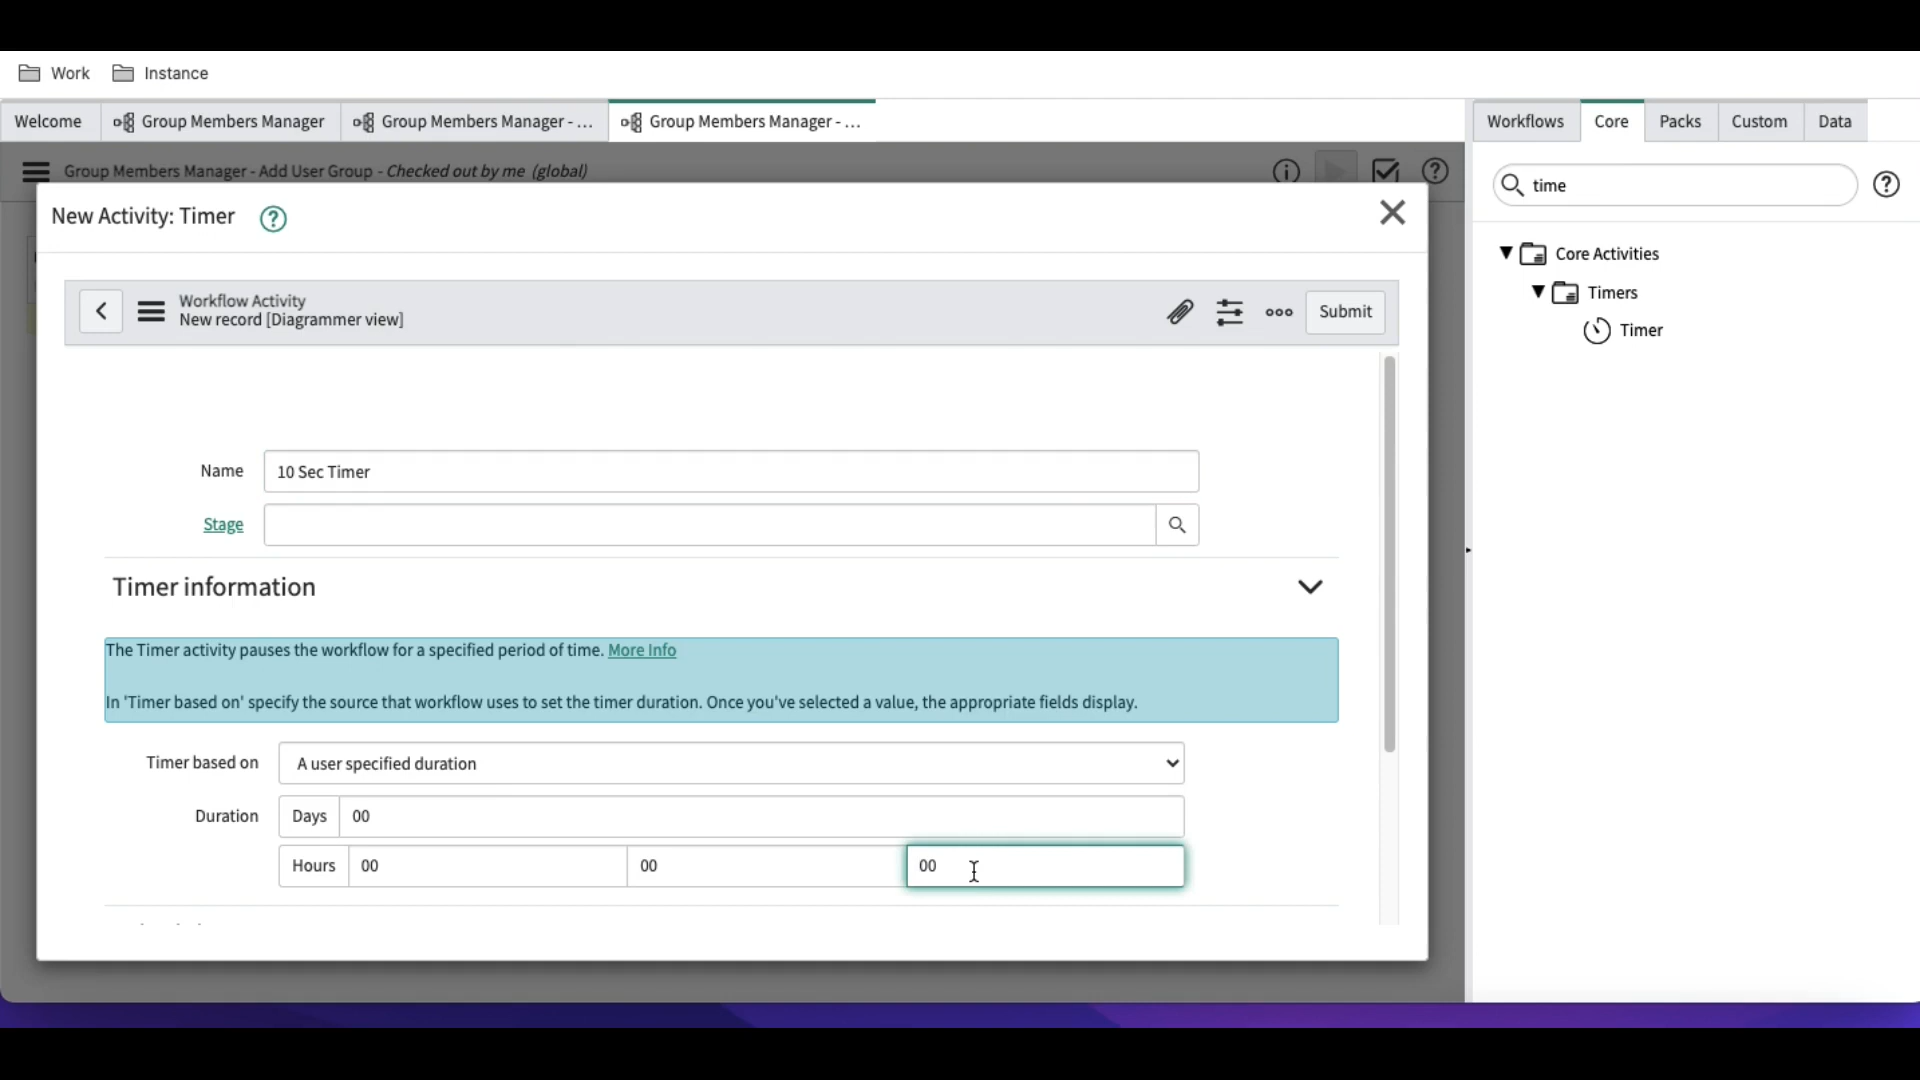 Work Instance
Welcome Group Members Manager Group Members Manager - ... Group Members Manager - ... Workflows Core Packs Custom Data
Group Members Manager - Add User Group - Checked out by me (global)
time
New Activity: Timer
Core Activities
Timers
Timer
Workflow Activity
New record [Diagrammer view]
Submit
Name 10 Sec Timer
Stage
Timer information
The Timer activity pauses the workflow for a specified period of time. More Info
In 'Timer based on' specify the source that workflow uses to set the timer duration. Once you've selected a value, the appropriate fields display.
Timer based on A user specified duration
Duration Days 00
Hours 00 00 00